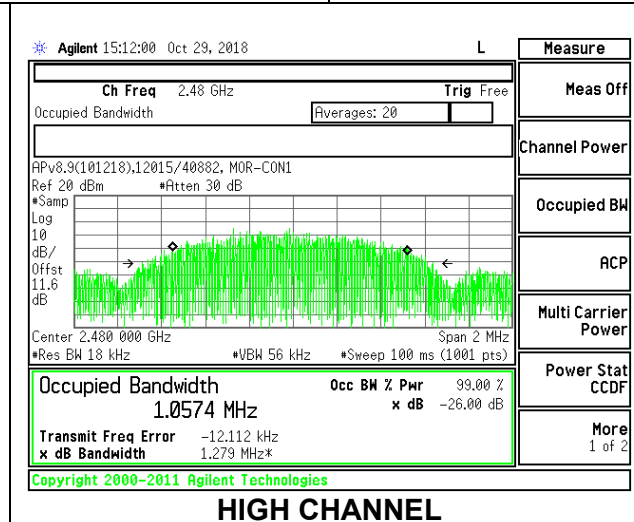 Agilent 15:12:00 Oct 29, 2018 L
Measure
Ch Freq 2.48 GHz Trig Free
Meas Off
Occupied Bandwidth Averages: 20
Channel Power
APv8.9(101218),12015/40882, MOR-CON1
Ref 20 dBm #Atten 30 dB
#Samp
Log
10
dB/
Offst
11.6
dB
Occupied BW
ACP
Multi Carrier
Power
Center 2.480 000 GHz Span 2 MHz
#Res BW 18 kHz #VBW 56 kHz #Sweep 100 ms (1001 pts)
Power Stat
CCDF
Occupied Bandwidth Occ BW % Pwr 99.00 %
1.0574 MHz x dB -26.00 dB
Transmit Freq Error -12.112 kHz
x dB Bandwidth 1.279 MHz*
More
1 of 2
Copyright 2000-2011 Agilent Technologies
HIGH CHANNEL